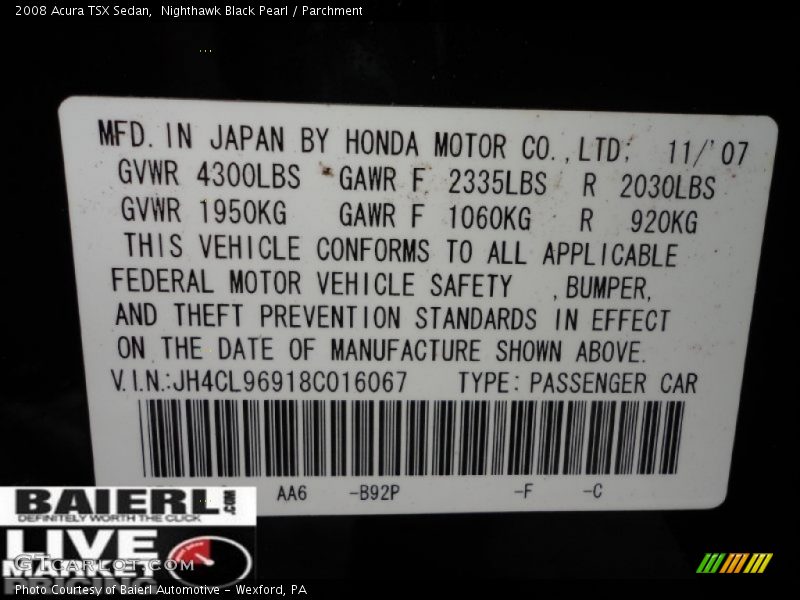 2008 Acura TSX Sedan, Nighthawk Black Pearl / Parchment
MFD. IN JAPAN BY HONDA MOTOR CO.,LTD; 11/'07
GVWR 4300LBS GAWR F 2335LBS R 2030LBS
GVWR 1950KG GAWR F 1060KG R 920KG
THIS VEHICLE CONFORMS TO ALL APPLICABLE
FEDERAL MOTOR VEHICLE SAFETY , BUMPER,
AND THEFT PREVENTION STANDARDS IN EFFECT
ON THE DATE OF MANUFACTURE SHOWN ABOVE.
V.I.N.:JH4CL96918C016067 TYPE: PASSENGER CAR
AA6 -B92P -F -C
BAIERL.COM
DEFINITELY WORTH THE CLICK
LIVE
MARKET
PRICING
GTcarlot.com
Photo Courtesy of Baierl Automotive - Wexford, PA